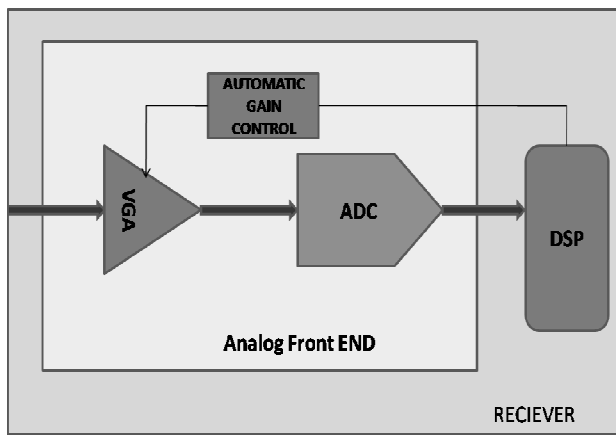 AUTOMATIC
GAIN
CONTROL
VGA
ADC
DSP
Analog Front END
RECIEVER